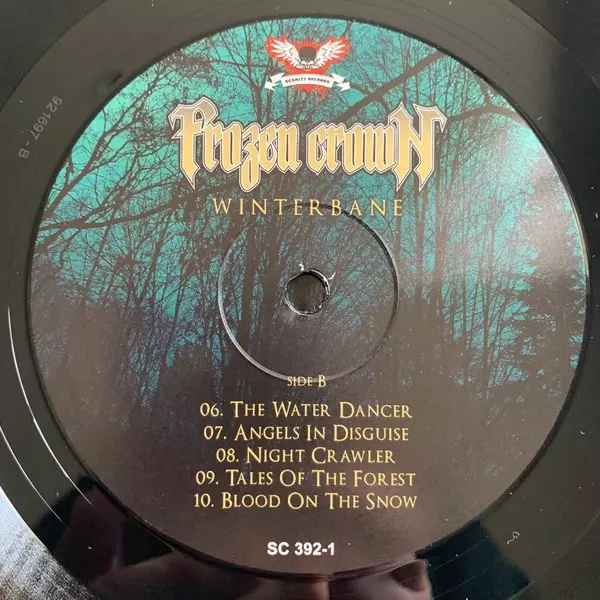 SCARLET RECORDS
Frozen Crown
WINTERBANE
SIDE B
06. THE WATER DANCER
07. ANGELS IN DISGUISE
08. NIGHT CRAWLER
09. TALES OF THE FOREST
10. BLOOD ON THE SNOW
SC 392-1
921697 - B